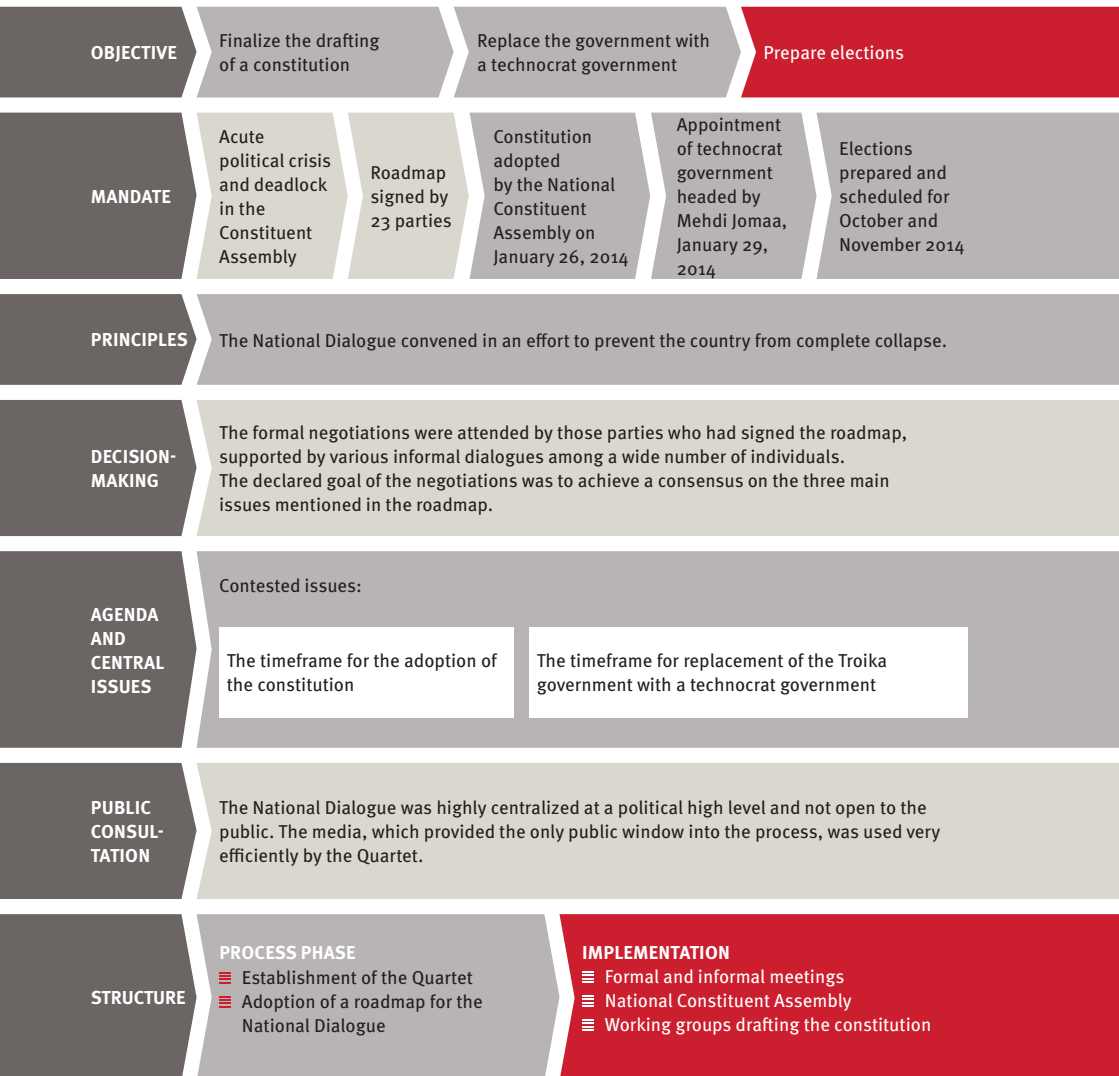 OBJECTIVE
Finalize the drafting
of a constitution
Replace the government with
a technocrat government
Prepare elections
MANDATE
Acute
political crisis
and deadlock
in the
Constituent
Assembly
Roadmap
signed by
23 parties
Constitution
adopted
by the National
Constituent
Assembly on
January 26, 2014
Appointment
of technocrat
government
headed by
Mehdi Jomaa,
January 29,
2014
Elections
prepared and
scheduled for
October and
November 2014
PRINCIPLES
The National Dialogue convened in an effort to prevent the country from complete collapse.
DECISION-
MAKING
The formal negotiations were attended by those parties who had signed the roadmap,
supported by various informal dialogues among a wide number of individuals.
The declared goal of the negotiations was to achieve a consensus on the three main
issues mentioned in the roadmap.
AGENDA
AND
CENTRAL
ISSUES
Contested issues:
The timeframe for the adoption of
the constitution
The timeframe for replacement of the Troika
government with a technocrat government
PUBLIC
CONSUL-
TATION
The National Dialogue was highly centralized at a political high level and not open to the
public. The media, which provided the only public window into the process, was used very
efficiently by the Quartet.
STRUCTURE
PROCESS PHASE
Establishment of the Quartet
Adoption of a roadmap for the
National Dialogue
IMPLEMENTATION
Formal and informal meetings
National Constituent Assembly
Working groups drafting the constitution